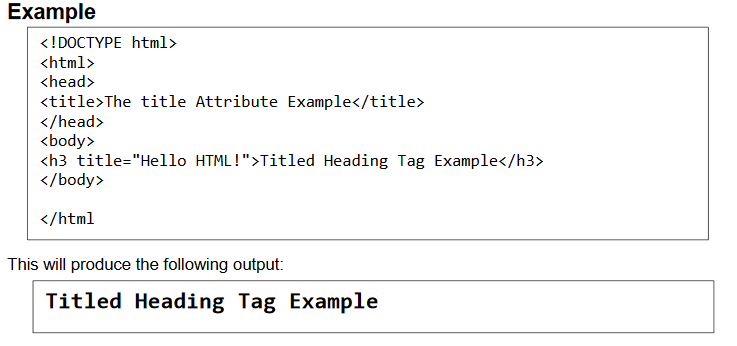 Example
<!DOCTYPE html>
<html>
<head>
<title>The title Attribute Example</title>
</head>
<body>
<h3 title="Hello HTML!">Titled Heading Tag Example</h3>
</body>
</html
This will produce the following output:
Titled Heading Tag Example